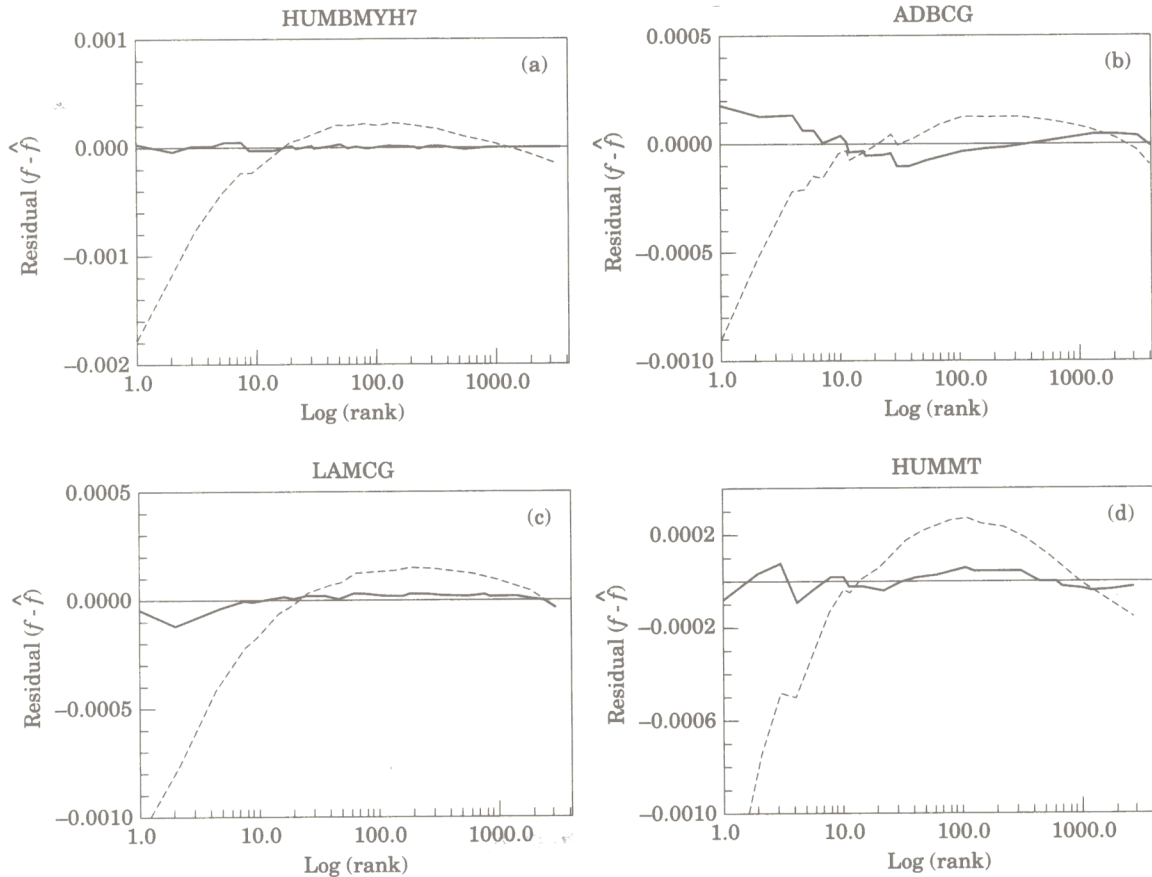 HUMBMYH7
(a)
0.001
0.000
−0.001
−0.002
Residual (f - f̂)
1.0 10.0 100.0 1000.0
Log (rank)
ADBCG
(b)
0.0005
0.0000
−0.0005
−0.0010
Residual (f - f̂)
1.0 10.0 100.0 1000.0
Log (rank)
LAMCG
(c)
0.0005
0.0000
−0.0005
−0.0010
Residual (f - f̂)
1.0 10.0 100.0 1000.0
Log (rank)
HUMMT
(d)
0.0002
−0.0002
−0.0006
−0.0010
Residual (f - f̂)
1.0 10.0 100.0 1000.0
Log (rank)